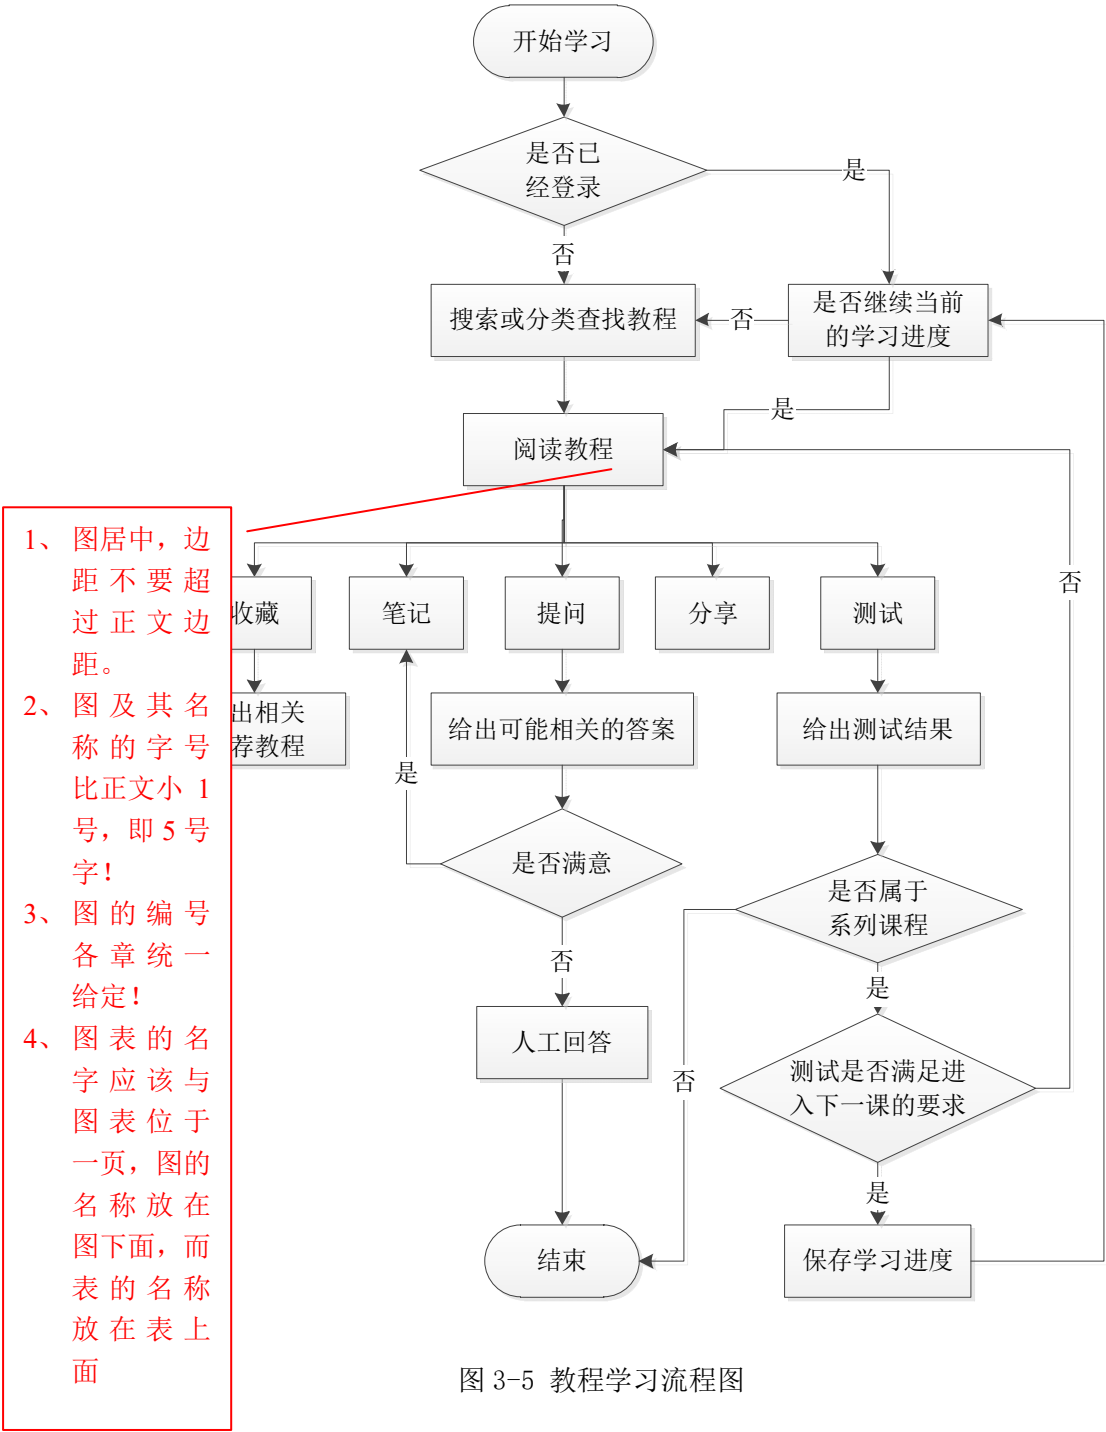 开始学习
是否已
经登录
是
否
搜索或分类查找教程
否
是否继续当前
的学习进度
是
阅读教程
1、图居中，边
距不要超
过正文边
距。
2、图及其名
称的字号
比正文小 1
号，即 5 号
字！
3、图的编号
各章统一
给定！
4、图表的名
字应该与
图表位于
一页，图的
名称放在
图下面，而
表的名称
放在表上
面
收藏
笔记
提问
分享
测试
否
出相关
荐教程
给出可能相关的答案
给出测试结果
是
是否满意
是否属于
系列课程
否
是
人工回答
测试是否满足进
入下一课的要求
否
是
结束
保存学习进度
图 3-5 教程学习流程图